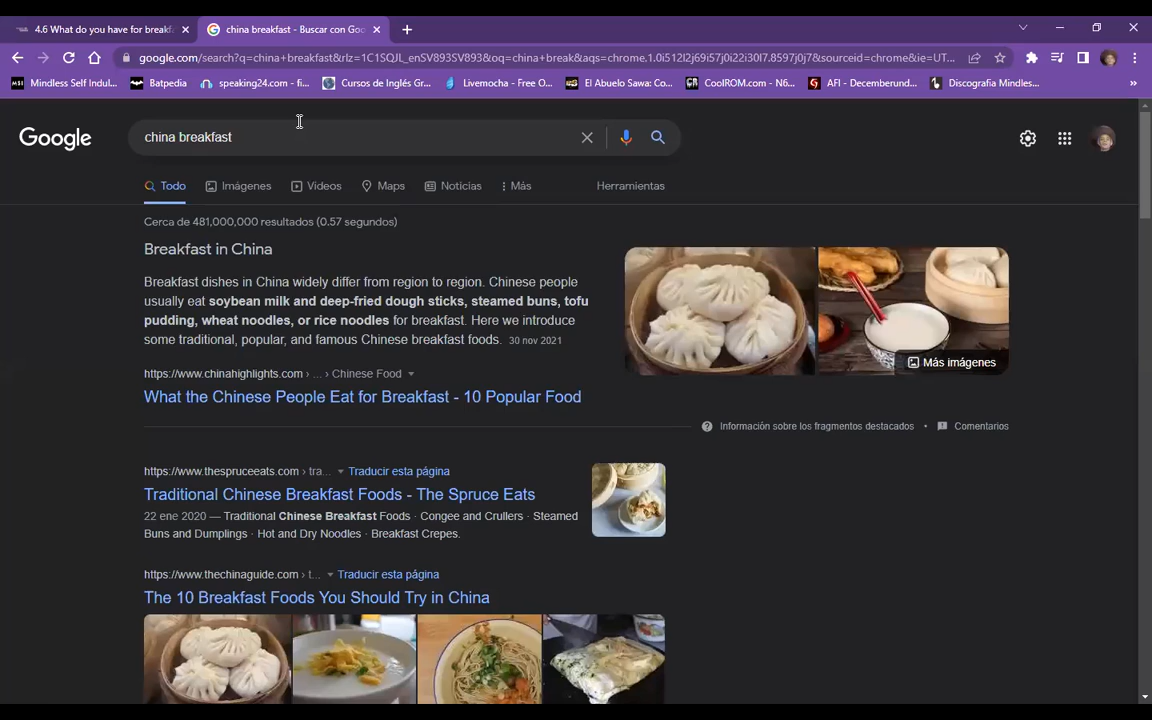 4.6 What do you have for breakf
china breakfast - Buscar con Goo
google.com/search?q=china+breakfast&rlz=1C1SQJL_enSV893SV893&oq=china+break&aqs=chrome.1.0i512l2j69i57j0i22i30l7.8597j0j7&sourceid=chrome&ie=UT...
MSI Mindless Self Indul...
Batpedia
speaking24.com - fi...
Cursos de Inglés Gr...
Livemocha - Free O...
El Abuelo Sawa: Co...
CoolROM.com - N6...
AFI - Decemberund...
Discografia Mindles...
Google
china breakfast
Todo
Imágenes
Videos
Maps
Noticias
Más
Herramientas
Cerca de 481,000,000 resultados (0.57 segundos)
Breakfast in China
Breakfast dishes in China widely differ from region to region. Chinese people
usually eat soybean milk and deep-fried dough sticks, steamed buns, tofu
pudding, wheat noodles, or rice noodles for breakfast. Here we introduce
some traditional, popular, and famous Chinese breakfast foods. 30 nov 2021
Más imágenes
https://www.chinahighlights.com › ... › Chinese Food
What the Chinese People Eat for Breakfast - 10 Popular Food
Información sobre los fragmentos destacados • Comentarios
https://www.thespruceeats.com › tra... Traducir esta página
Traditional Chinese Breakfast Foods - The Spruce Eats
22 ene 2020 — Traditional Chinese Breakfast Foods · Congee and Crullers · Steamed
Buns and Dumplings · Hot and Dry Noodles · Breakfast Crepes.
https://www.thechinaguide.com › t... Traducir esta página
The 10 Breakfast Foods You Should Try in China